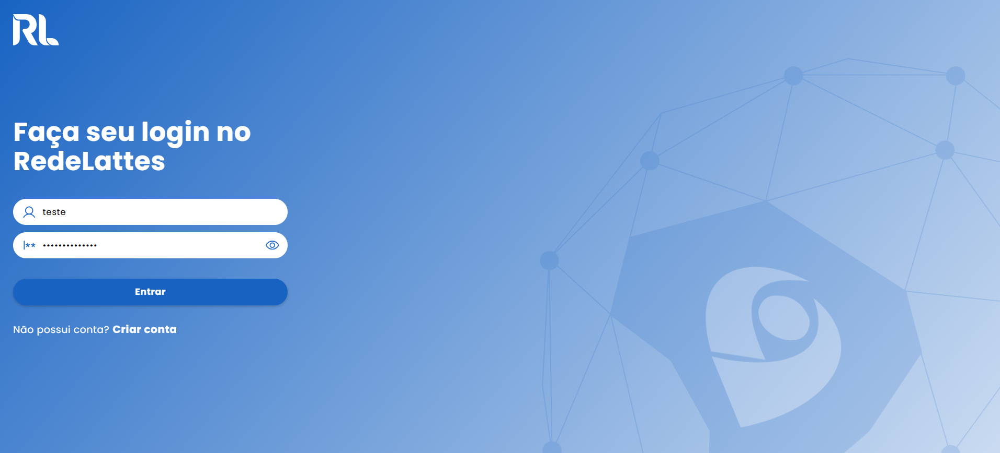 RL
Faça seu login no
RedeLattes
teste
|** ••••••••••••••
Entrar
Não possui conta? Criar conta